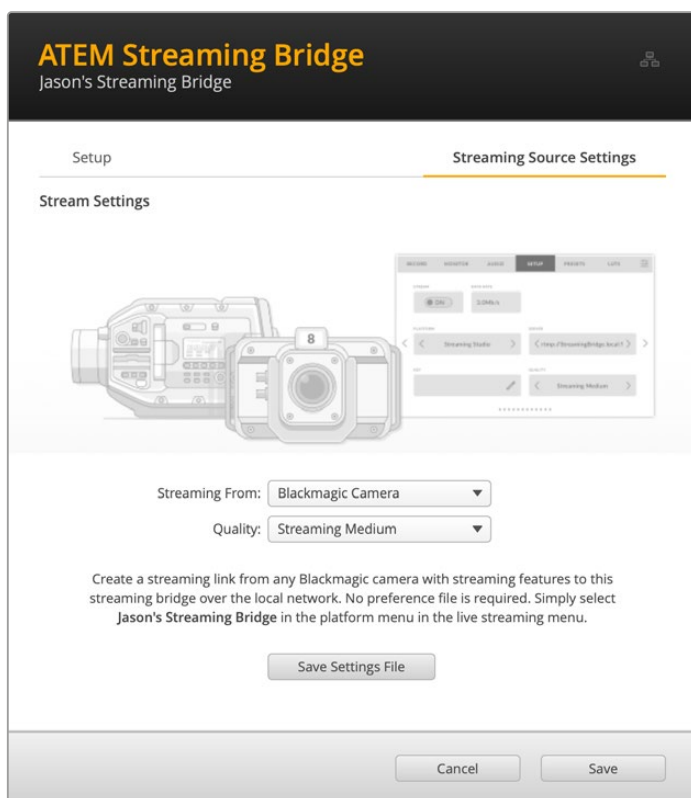 ATEM Streaming Bridge
Jason's Streaming Bridge
Setup
Streaming Source Settings
Stream Settings
RECORD MONITOR AUDIO SETUP PRESETS LUTS
STREAM
ON
3.0Mb/s
PLATFORM
SERVER
Streaming Studio
KEY
QUALITY
Streaming Medium
8
Streaming From: Blackmagic Camera
Quality: Streaming Medium
Create a streaming link from any Blackmagic camera with streaming features to this
streaming bridge over the local network. No preference file is required. Simply select
Jason's Streaming Bridge in the platform menu in the live streaming menu.
Save Settings File
Cancel
Save